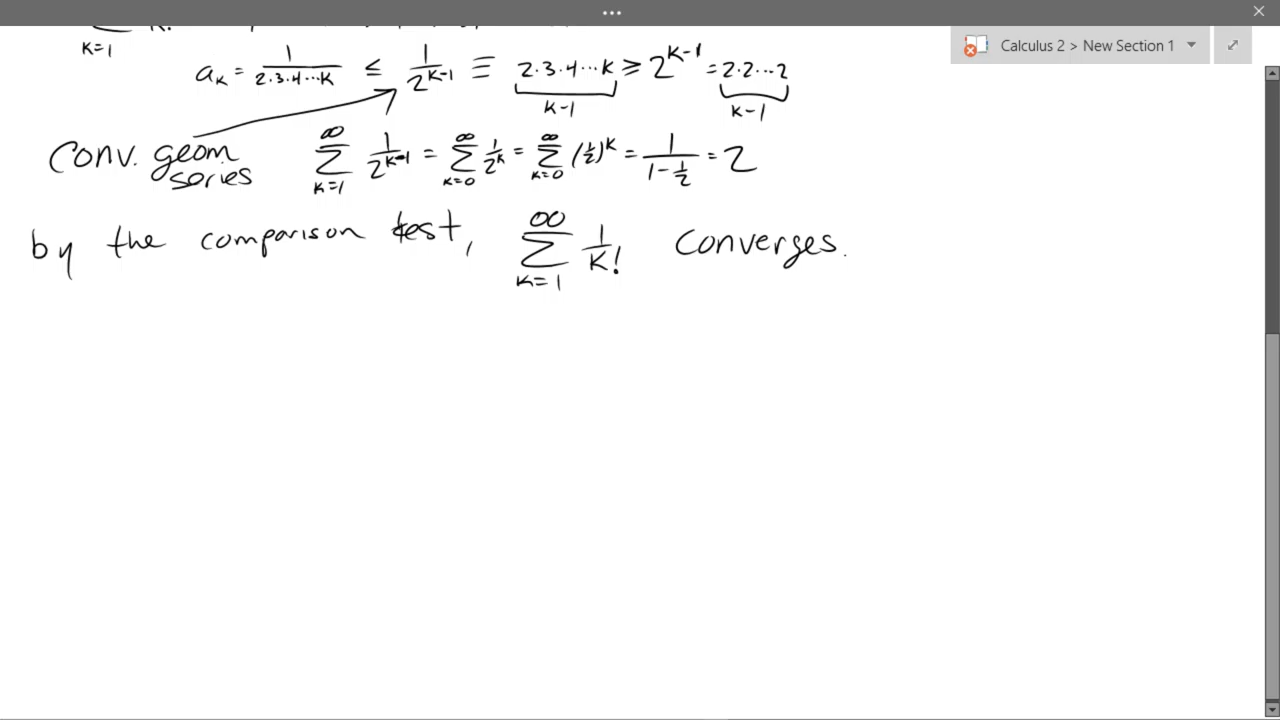 Calculus 2 > New Section 1
k=1 k!
a_k = 1/(2·3·4···k) ≤ 1/2^(k-1) ≡ 2·3·4···k ≥ 2^(k-1) = 2·2···2
k-1 k-1
Conv. geom series ∑_{k=1}^{∞} 1/2^(k-1) = ∑_{k=0}^{∞} 1/2^k = ∑_{k=0}^{∞} (1/2)^k = 1/(1-1/2) = 2
by the comparison test, ∑_{k=1}^{∞} 1/k! converges.